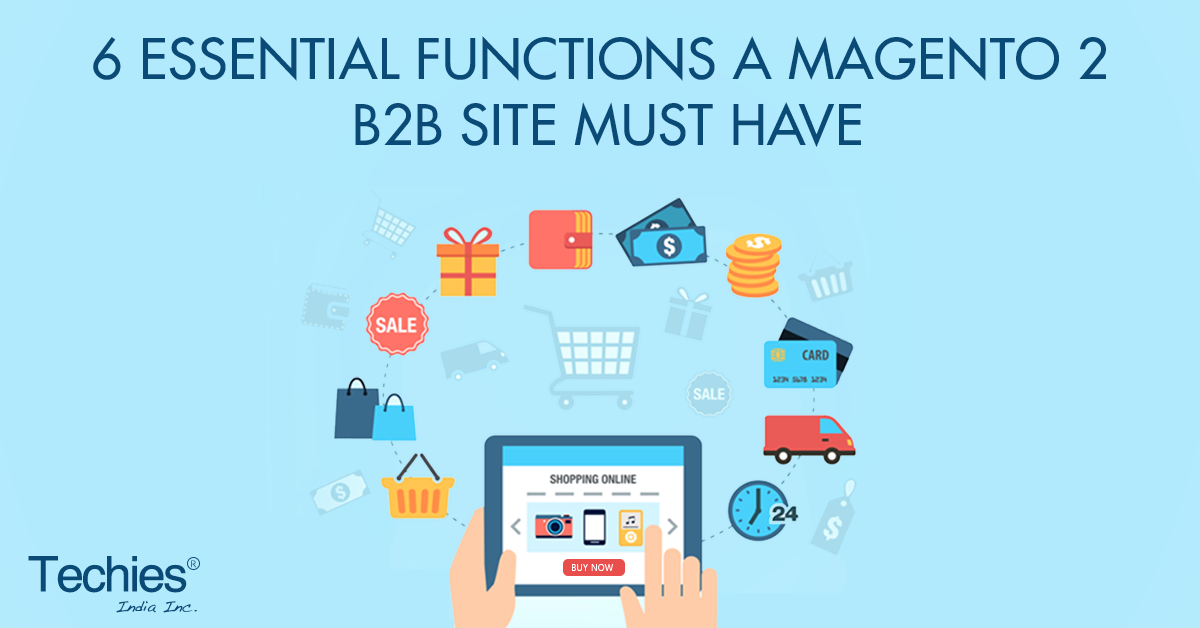 6 ESSENTIAL FUNCTIONS A MAGENTO 2
B2B SITE MUST HAVE
SALE
CARD
1234 5678 1234
SALE
SHOPPING ONLINE
24
BUY NOW
Techies®
India Inc.